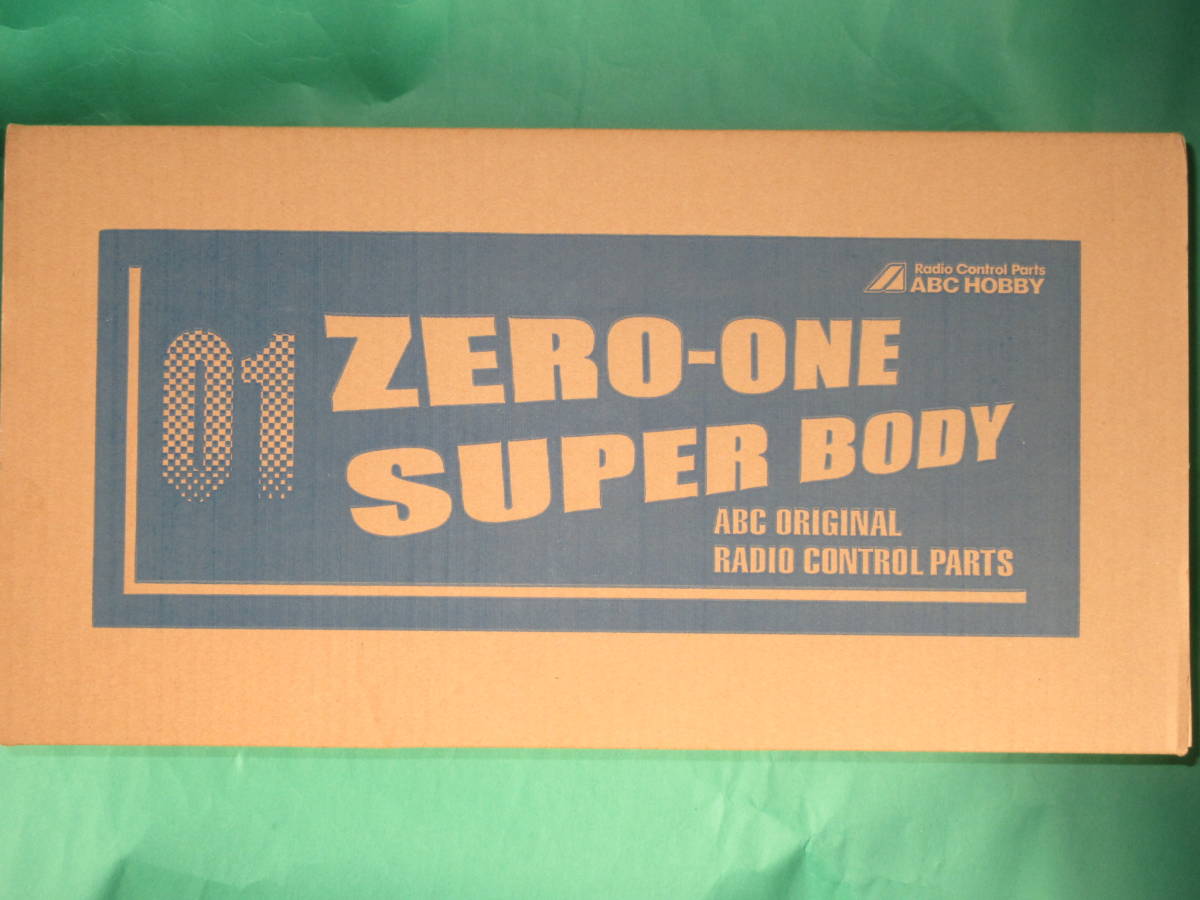 Radio Control Parts
ABC HOBBY
01
ZERO-ONE
SUPER BODY
ABC ORIGINAL
RADIO CONTROL PARTS